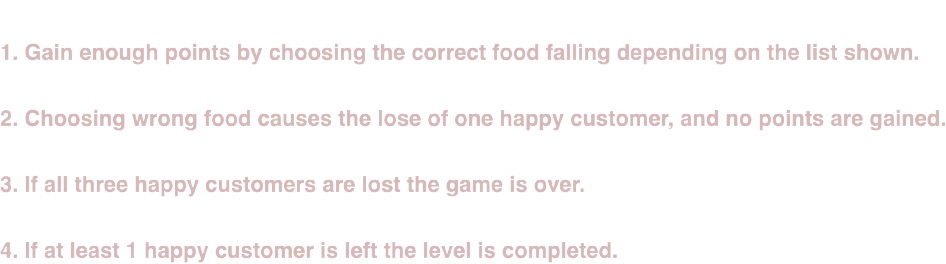 1. Gain enough points by choosing the correct food falling depending on the list shown.
2. Choosing wrong food causes the lose of one happy customer, and no points are gained.
3. If all three happy customers are lost the game is over.
4. If at least 1 happy customer is left the level is completed.